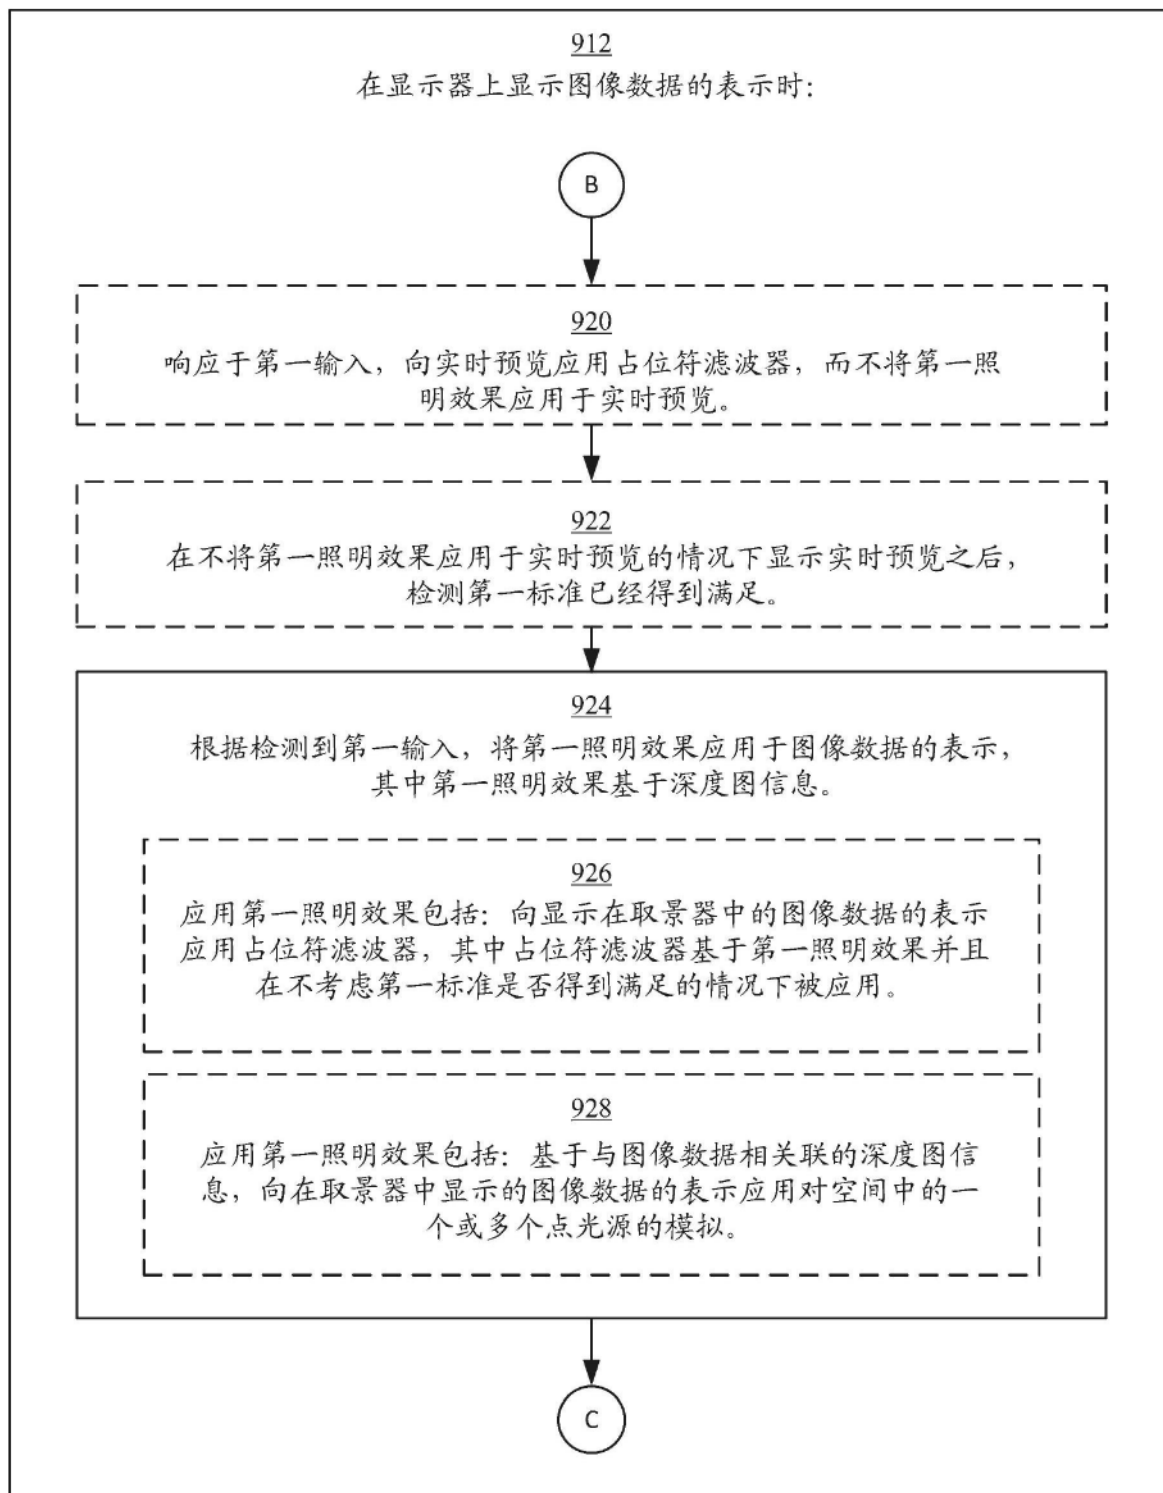 912
在显示器上显示图像数据的表示时：
B
920
响应于第一输入，向实时预览应用占位符滤波器，而不将第一照
明效果应用于实时预览。
922
在不将第一照明效果应用于实时预览的情况下显示实时预览之后，
检测第一标准已经得到满足。
924
根据检测到第一输入，将第一照明效果应用于图像数据的表示，
其中第一照明效果基于深度图信息。
926
应用第一照明效果包括：向显示在取景器中的图像数据的表示
应用占位符滤波器，其中占位符滤波器基于第一照明效果并且
在不考虑第一标准是否得到满足的情况下被应用。
928
应用第一照明效果包括：基于与图像数据相关联的深度图信
息，向在取景器中显示的图像数据的表示应用对空间中的一
个或多个点光源的模拟。
C